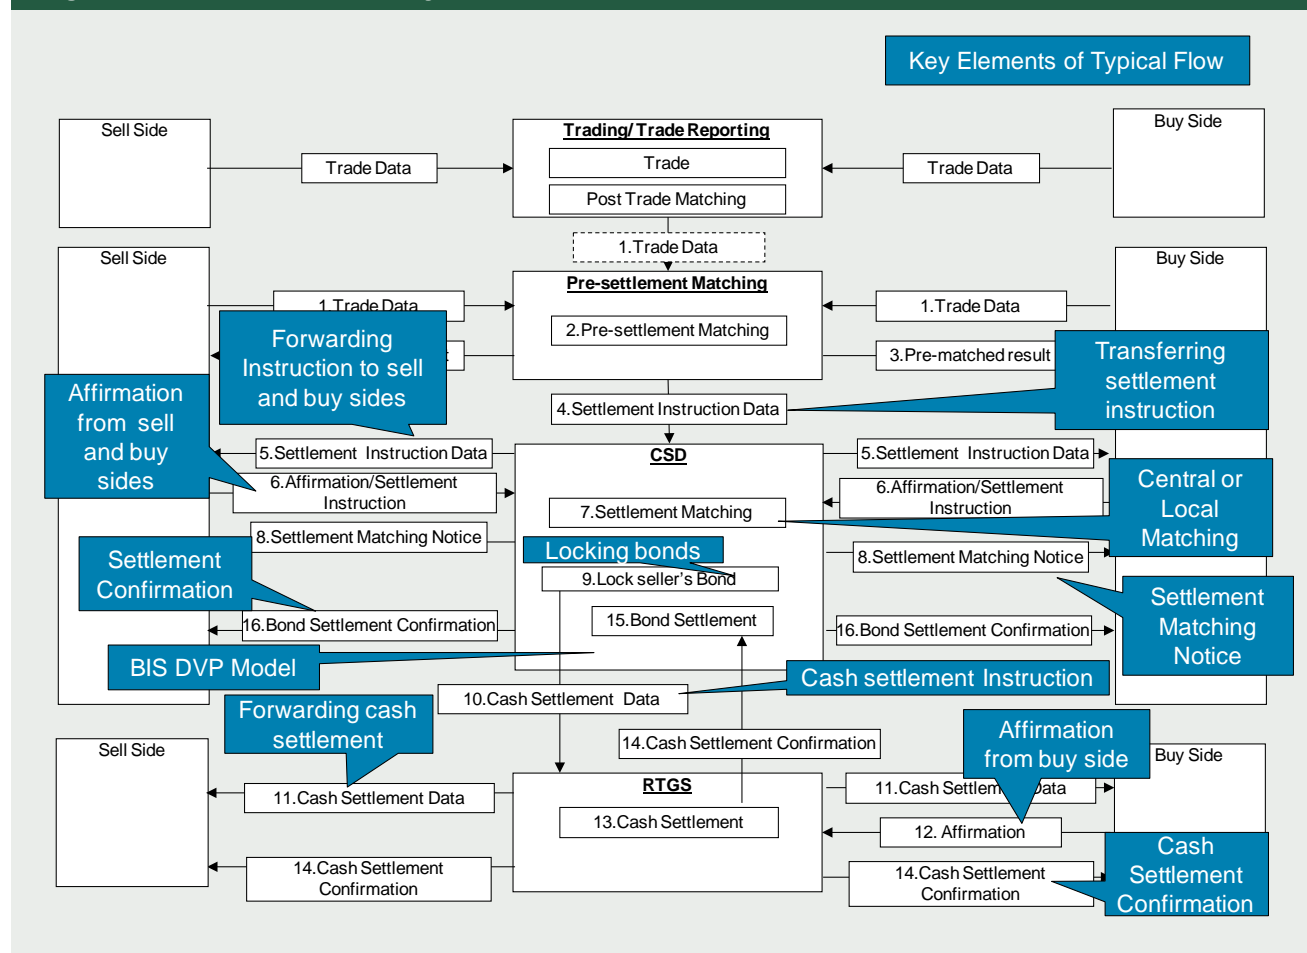 Key Elements of Typical Flow
Sell Side
Trading/ Trade Reporting
Buy Side
Trade
Trade Data
Trade Data
Post Trade Matching
1.Trade Data
Sell Side
Buy Side
Pre-settlement Matching
1.Trade Data
1.Trade Data
2.Pre-settlement Matching
Forwarding
Instruction to sell
and buy sides
3.Pre-matched result
Transferring
settlement
instruction
Affirmation
from sell
and buy
sides
4.Settlement Instruction Data
5.Settlement Instruction Data
CSD
5.Settlement Instruction Data
6.Affirmation/Settlement
Instruction
6.Affirmation/Settlement
Instruction
Central or
Local
Matching
7.Settlement Matching
8.Settlement Matching Notice
Locking bonds
8.Settlement Matching Notice
Settlement
Confirmation
9.Lock seller's Bond
Settlement
Matching
Notice
15.Bond Settlement
16.Bond Settlement Confirmation
16.Bond Settlement Confirmation
BIS DVP Model
Cash settlement Instruction
10.Cash Settlement Data
Forwarding cash
settlement
Affirmation
from buy side
14.Cash Settlement Confirmation
Sell Side
Buy Side
RTGS
11.Cash Settlement Data
11.Cash Settlement Data
13.Cash Settlement
12. Affirmation
Cash
Settlement
Confirmation
14.Cash Settlement
Confirmation
14.Cash Settlement
Confirmation